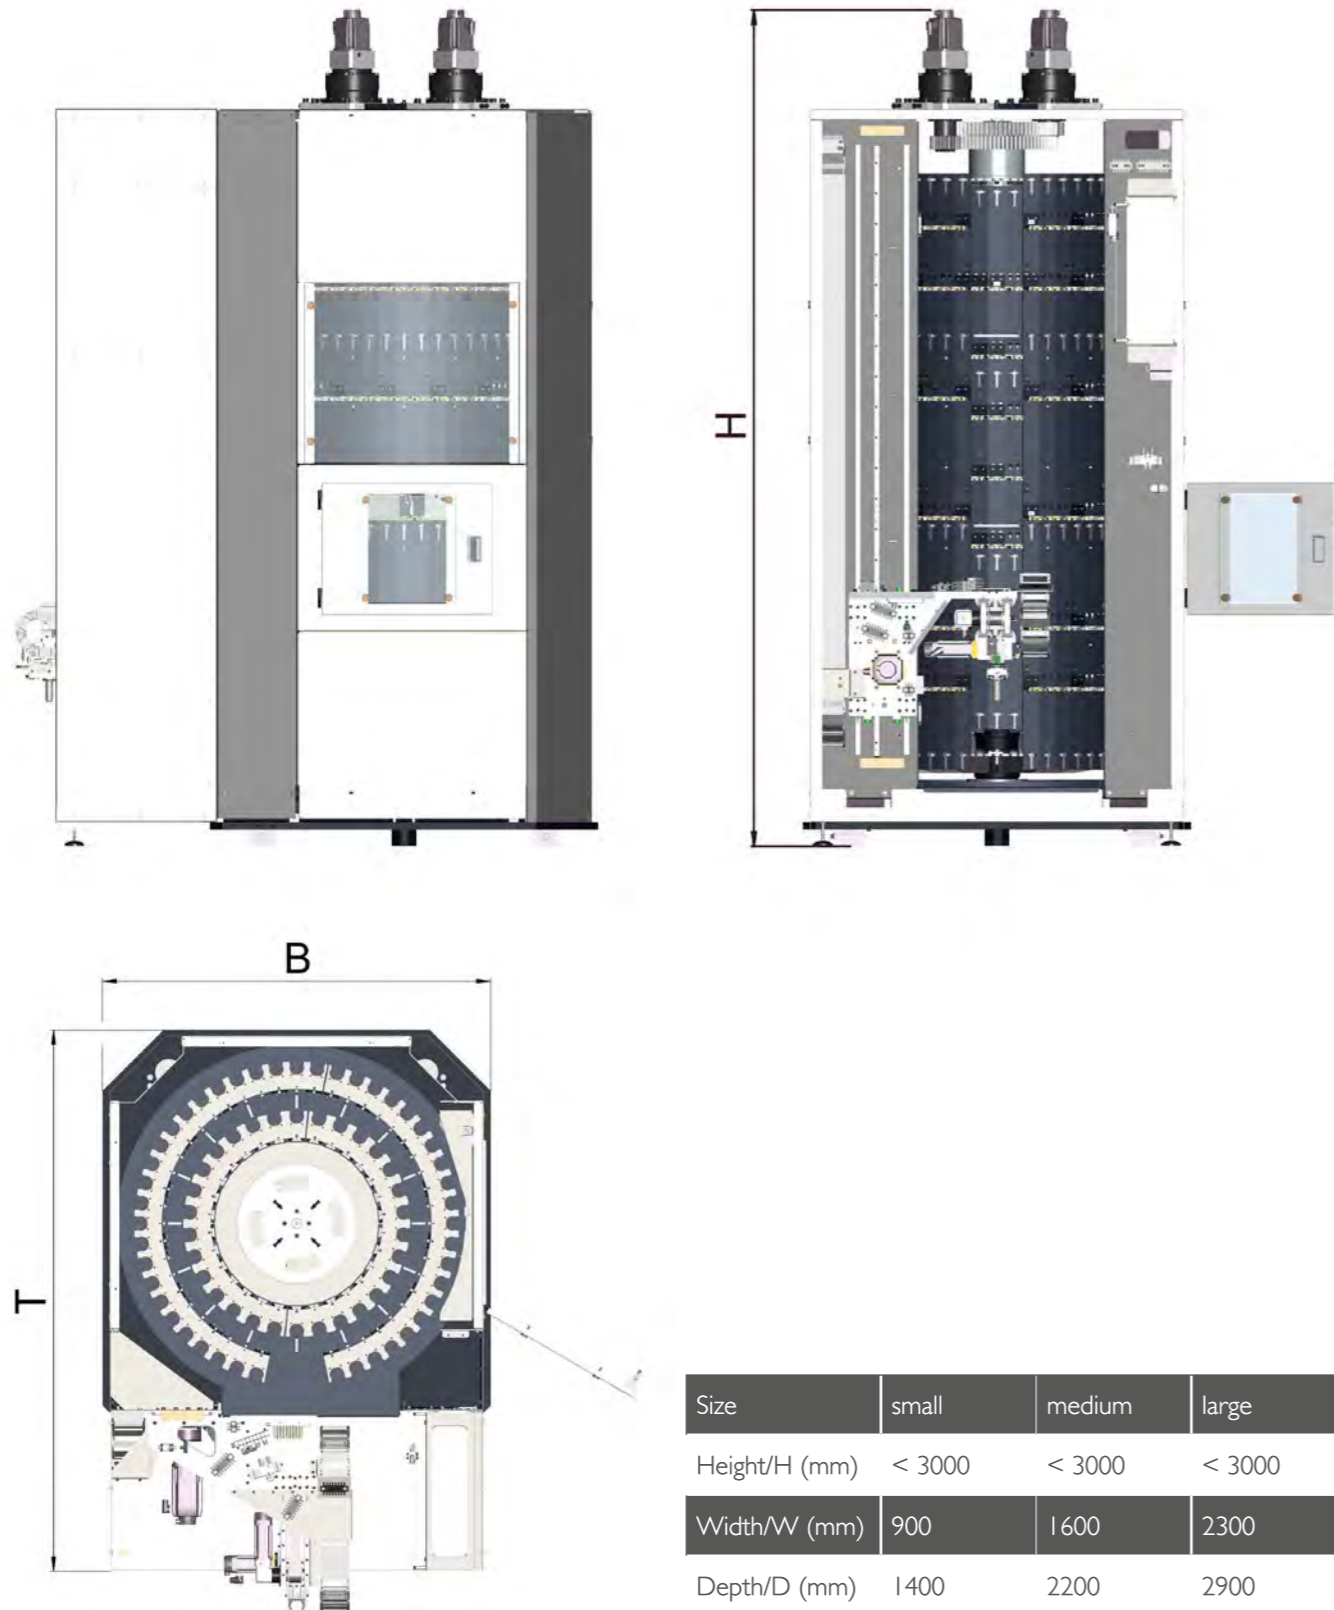 H
B
T
Size small medium large
Height/H (mm) < 3000 < 3000 < 3000
Width/W (mm) 900 1600 2300
Depth/D (mm) 1400 2200 2900